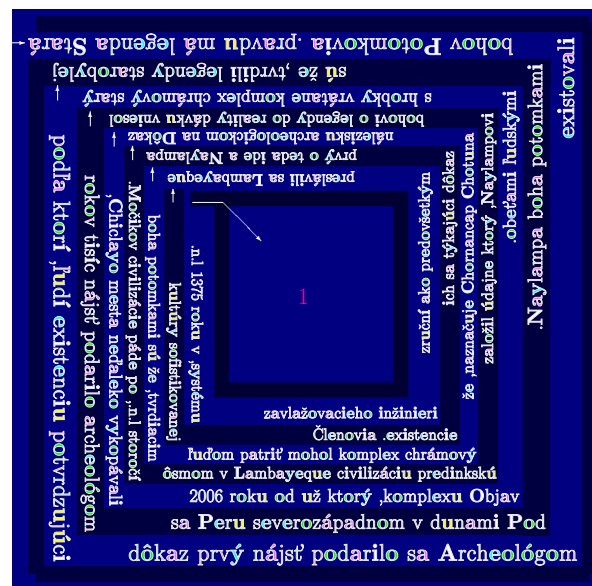 Stará legenda má pravdu. Potomkovia bohov
existovali
Archeológom sa podarilo nájsť prvý dôkaz
potvrdzujúci existenciu ľudí, ktorí podľa
starobylej legendy tvrdili, že sú
potomkami boha Naylampa.
Pod dunami v severozápadnom Peru sa
archeológom podarilo nájsť tisíc rokov
starý chrámový komplex vrátane hrobky s
ľudskými obeťami.
Objav komplexu, ktorý už od roku 2006
vykopávali neďaleko mesta Chiclayo,
vniesol dávku reality do legendy o bohovi
Naylampovi, ktorý údajne založil
predinkskú civilizáciu Lambayeque v ôsmom
storočí n.l., po páde civilizácie Močikov.
Dôkaz na archeologickom nálezisku
Chotuna Chornancap naznačuje, že
chrámový komplex mohol patriť ľuďom
tvrdiacim, že sú potomkami boha
Naylampa a ide teda o prvý
dôkaz týkajúci sa ich
existencie. Členovia
sofistikovanej kultúry
Lambayeque sa preslávili
predovšetkým ako zruční
inžinieri zavlažovacieho
systému, v roku 1375 n.l.
1